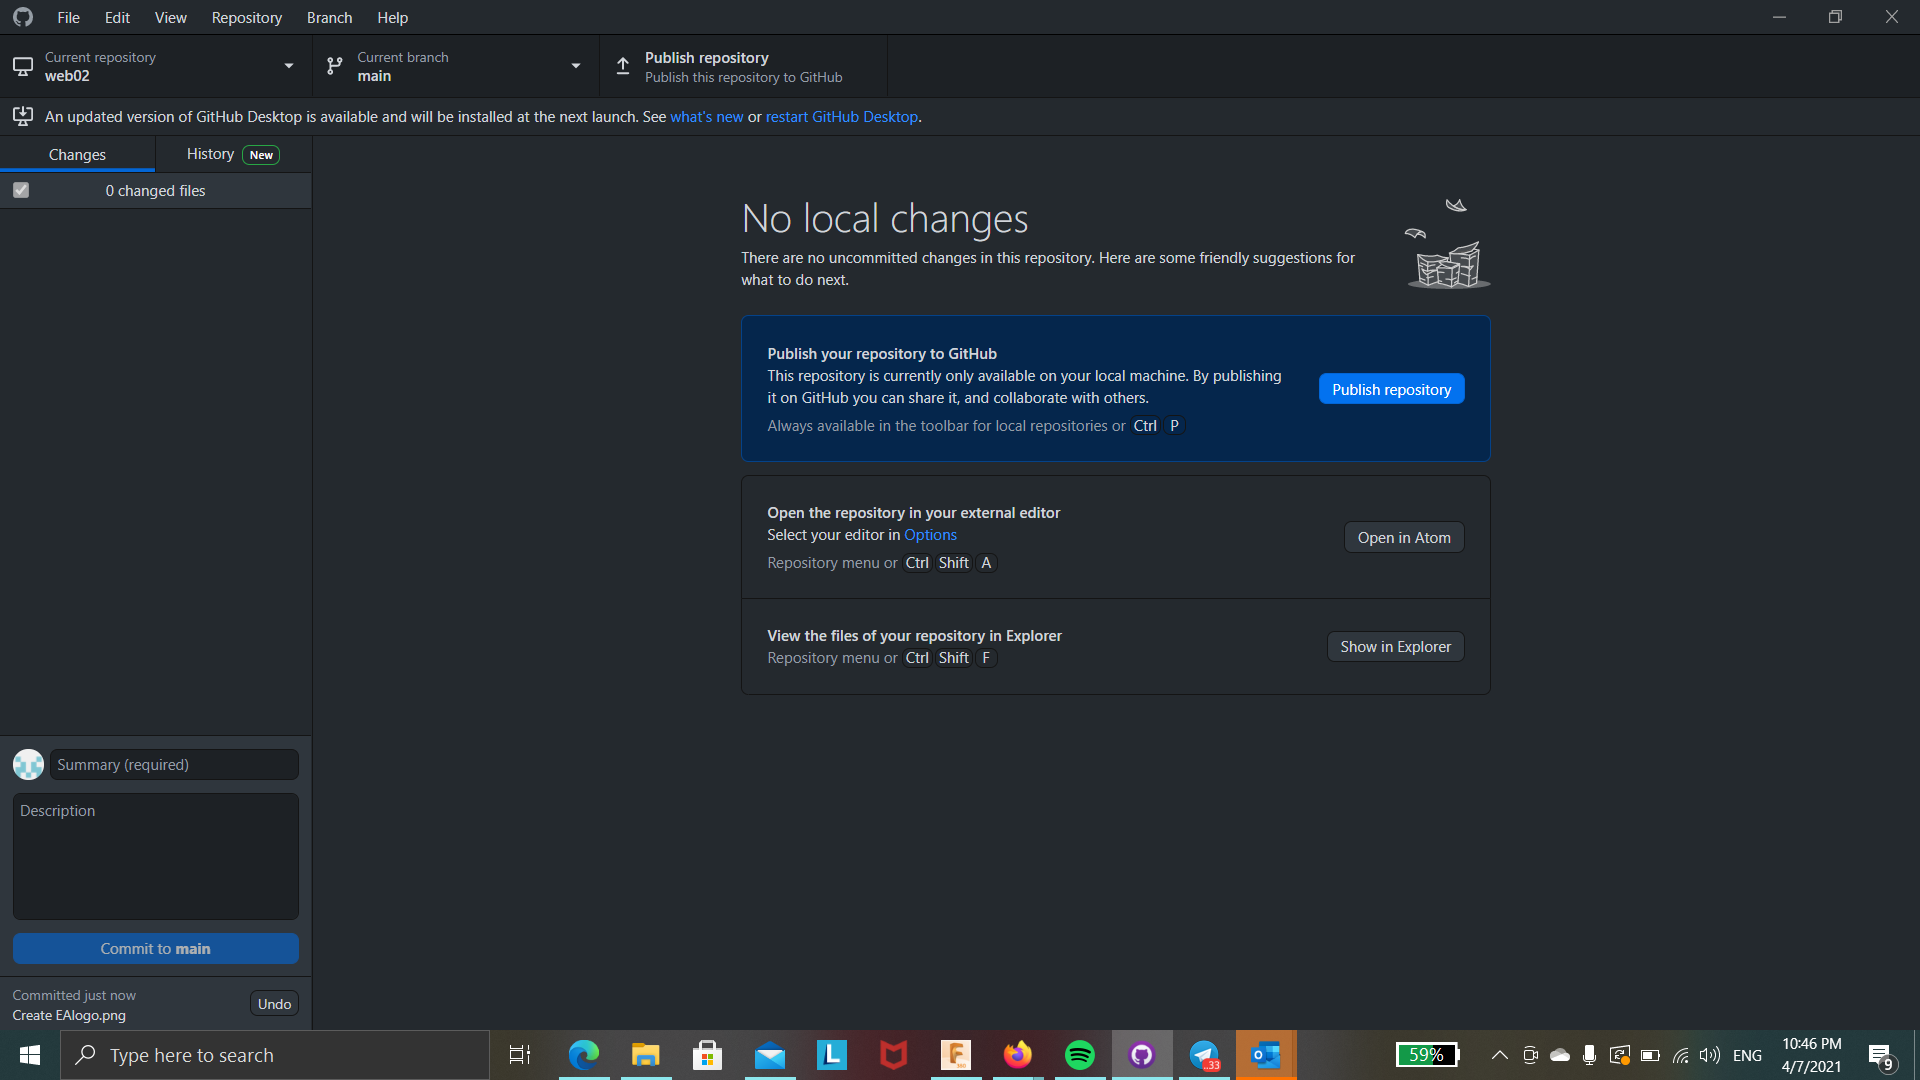 File Edit View Repository Branch Help
Current repository
web02
Current branch
main
Publish repository
Publish this repository to GitHub
An updated version of GitHub Desktop is available and will be installed at the next launch. See what's new or restart GitHub Desktop.
Changes
History New
0 changed files
No local changes
There are no uncommitted changes in this repository. Here are some friendly suggestions for
what to do next.
Publish your repository to GitHub
This repository is currently only available on your local machine. By publishing
it on GitHub you can share it, and collaborate with others.
Always available in the toolbar for local repositories or Ctrl P
Publish repository
Open the repository in your external editor
Select your editor in Options
Repository menu or Ctrl Shift A
Open in Atom
View the files of your repository in Explorer
Repository menu or Ctrl Shift F
Show in Explorer
Summary (required)
Description
Commit to main
Committed just now
Create EAlogo.png
Undo
Type here to search
L
F
..33
o
59%
ENG
10:46 PM
4/7/2021
9